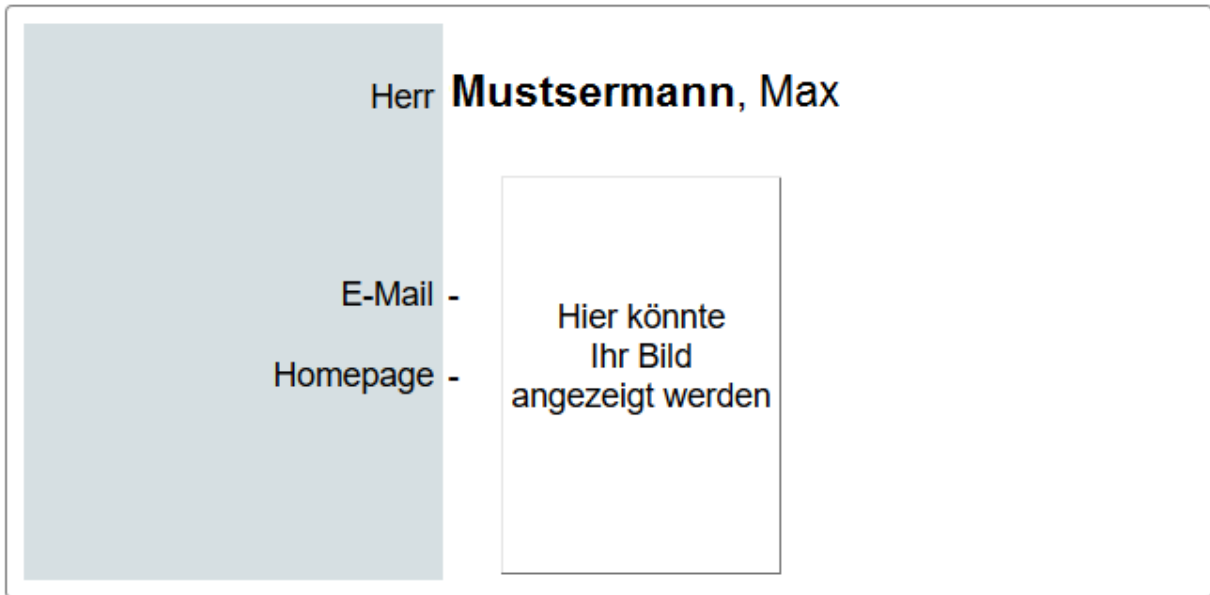 Herr Mustsermann, Max
E-Mail -
Homepage -
Hier könnte
Ihr Bild
angezeigt werden